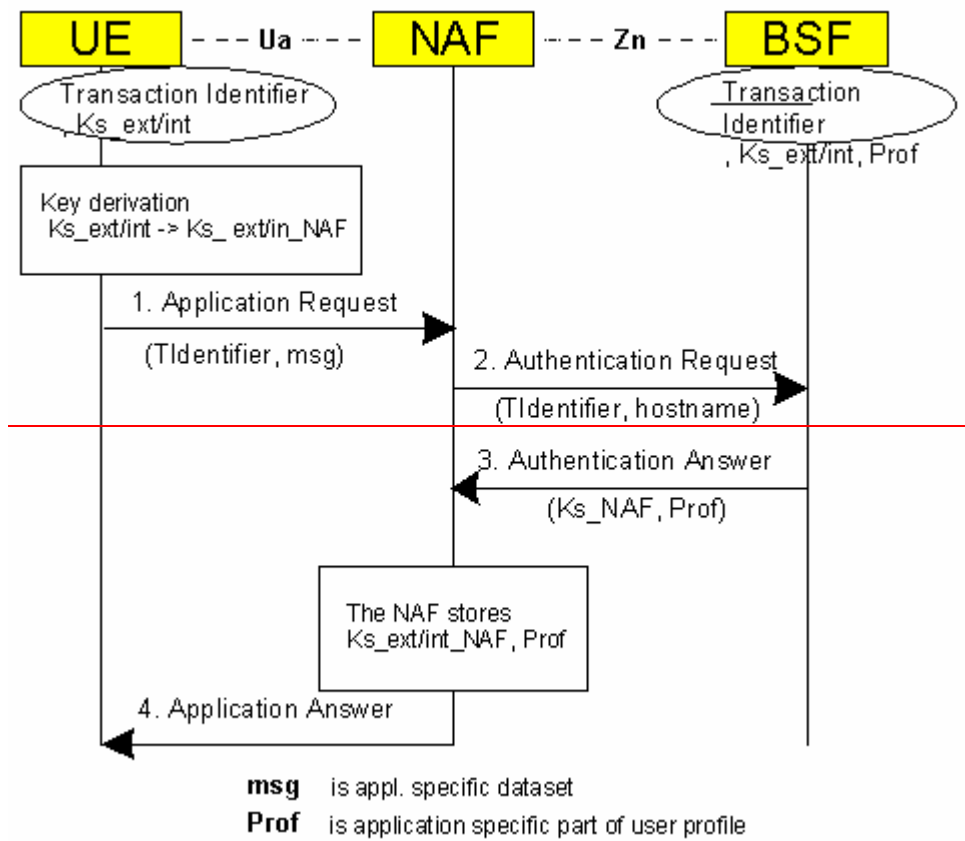 UE --- Ua --- NAF --- Zn --- BSF
Transaction Identifier
, Ks_ext/int
Transaction
Identifier
, Ks_ext/int, Prof
Key derivation
Ks_ext/int -> Ks_ ext/in_NAF
1. Application Request
(TIdentifier, msg)
2. Authentication Request
(TIdentifier, hostname)
3. Authentication Answer
(Ks_NAF, Prof)
The NAF stores
Ks_ext/int_NAF, Prof
4. Application Answer
msg is appl. specific dataset
Prof is application specific part of user profile